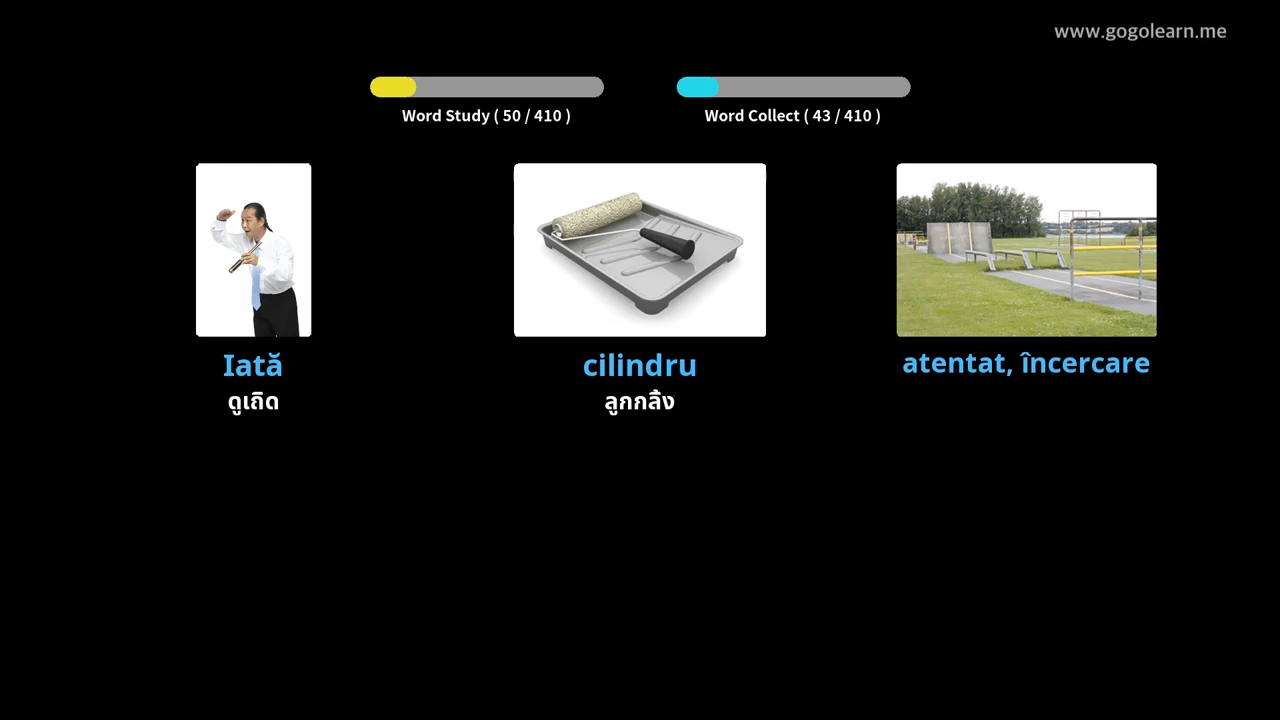 www.gogolearn.me
Word Study ( 50 / 410 )
Word Collect ( 43 / 410 )
Iată
ดูเถิด
cilindru
ลูกกลิ้ง
atentat, încercare